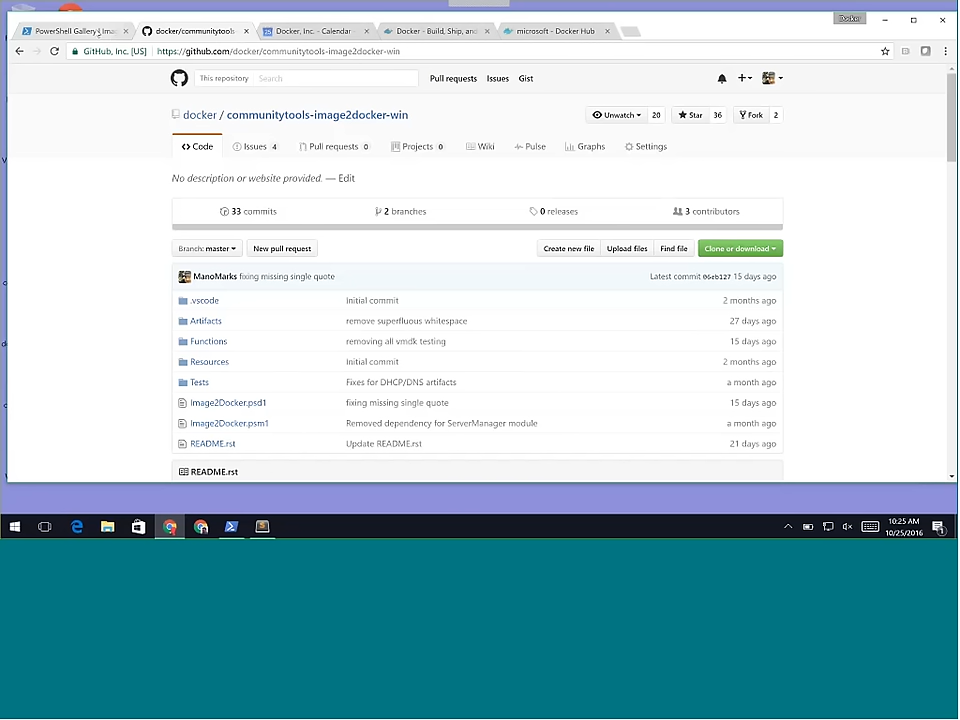 Docker
PowerShell Gallery | Ima
docker/communitytools-
Docker, Inc. - Calendar
Docker - Build, Ship, and
microsoft - Docker Hub
GitHub, Inc. [US] https://github.com/docker/communitytools-image2docker-win
This repository Search Pull requests Issues Gist
docker / communitytools-image2docker-win Unwatch 20 Star 36 Fork 2
Code Issues 4 Pull requests 0 Projects 0 Wiki Pulse Graphs Settings
No description or website provided. — Edit
33 commits 2 branches 0 releases 3 contributors
Branch: master New pull request Create new file Upload files Find file Clone or download
ManoMarks fixing missing single quote Latest commit 06eb127 15 days ago
.vscode Initial commit 2 months ago
Artifacts remove superfluous whitespace 27 days ago
Functions removing all vmdk testing 15 days ago
Resources Initial commit 2 months ago
Tests Fixes for DHCP/DNS artifacts a month ago
Image2Docker.psd1 fixing missing single quote 15 days ago
Image2Docker.psm1 Removed dependency for ServerManager module a month ago
README.rst Update README.rst 21 days ago
README.rst
10:25 AM
10/25/2016